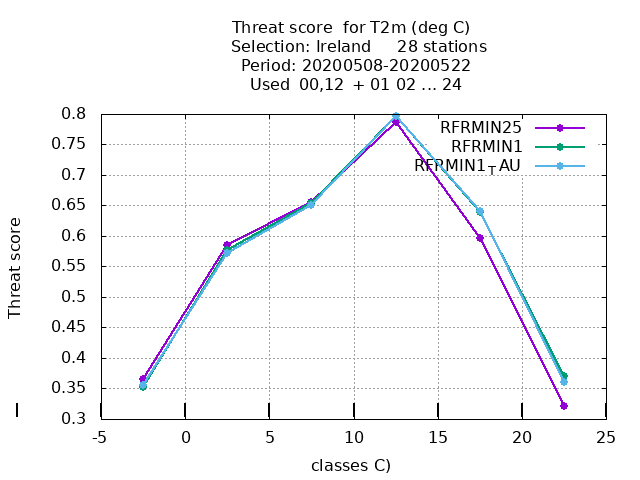 Threat score  for T2m (deg C)
Selection: Ireland     28 stations
Period: 20200508-20200522
Used  00,12  + 01 02 ... 24
RFRMIN25
RFRMIN1
RFRMIN1TAU
0.8
0.75
0.7
0.65
0.6
0.55
0.5
0.45
0.4
0.35
0.3
Threat score
-5
0
5
10
15
20
25
classes C)